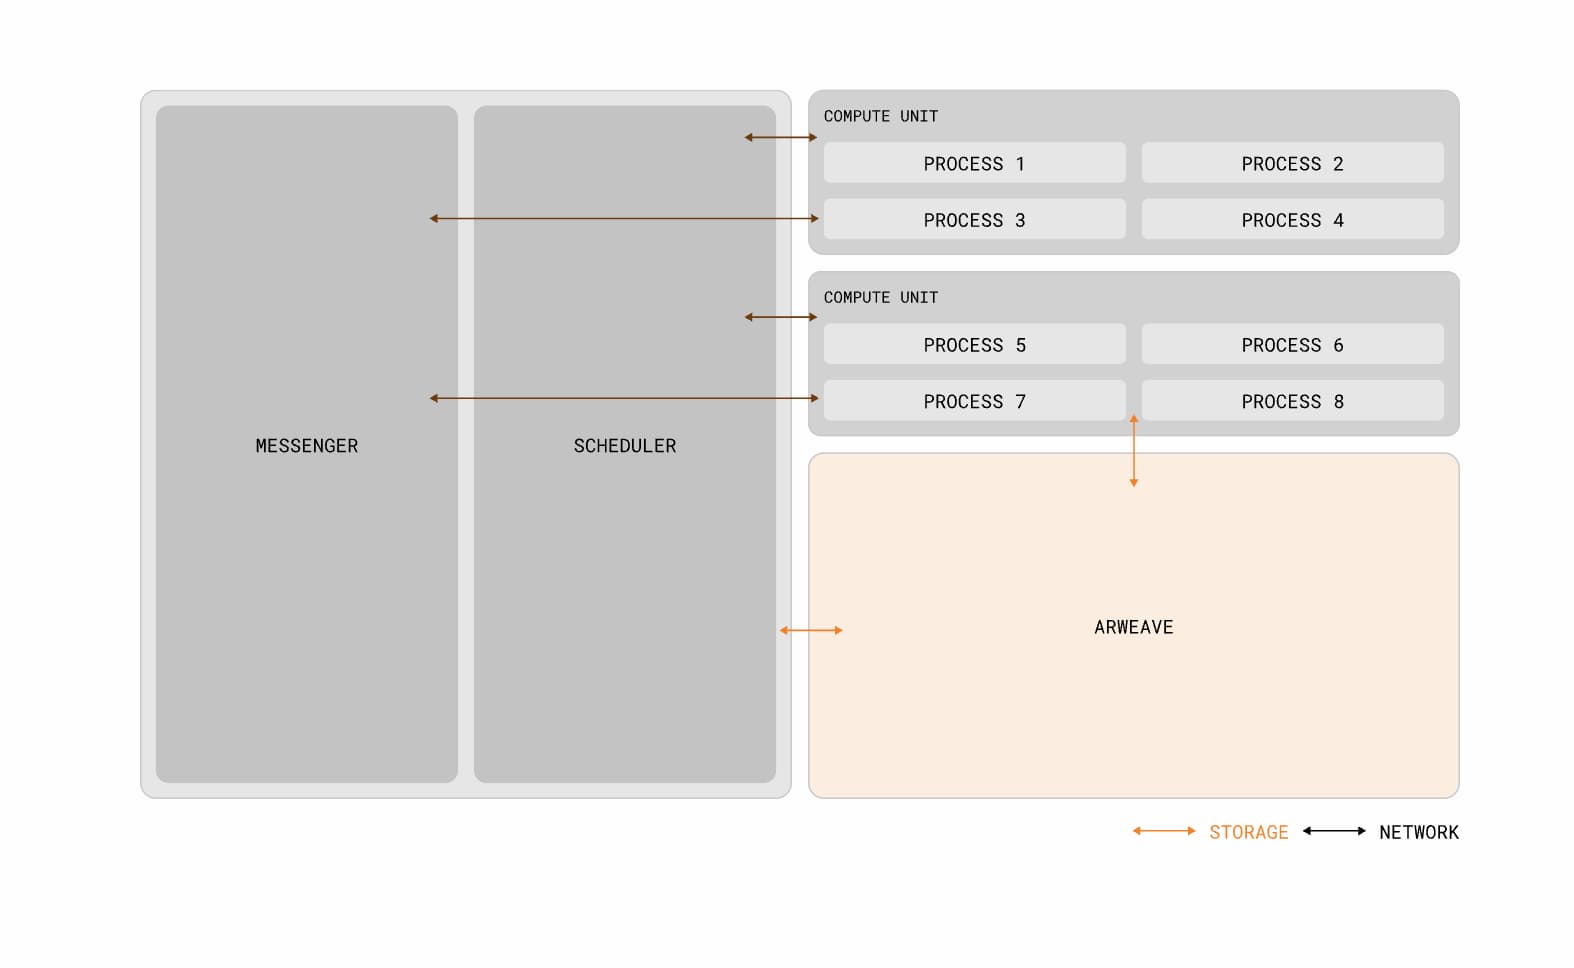 MESSENGER
SCHEDULER
COMPUTE UNIT
PROCESS 1
PROCESS 2
PROCESS 3
PROCESS 4
COMPUTE UNIT
PROCESS 5
PROCESS 6
PROCESS 7
PROCESS 8
ARWEAVE
STORAGE
NETWORK